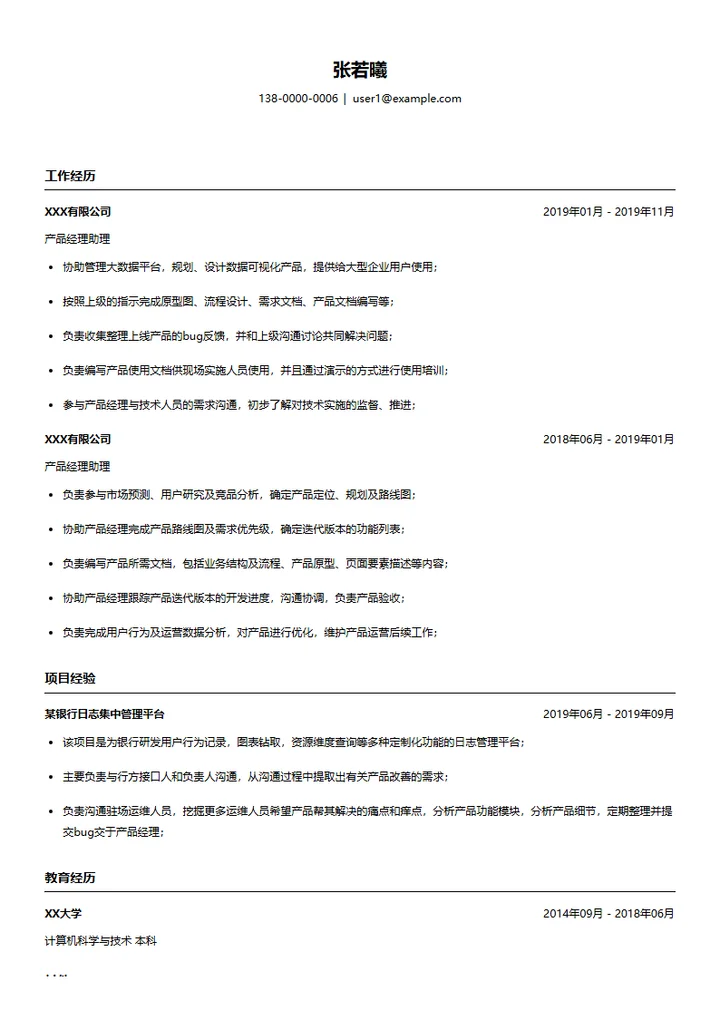 张若曦
138-0000-0006 | user1@example.com
工作经历
XXX有限公司 2019年01月 - 2019年11月
产品经理助理
• 协助管理大数据平台，规划、设计数据可视化产品，提供给大型企业用户使用；
• 按照上级的指示完成原型图、流程设计、需求文档、产品文档编写等；
• 负责收集整理上线产品的bug反馈，并和上级沟通讨论共同解决问题；
• 负责编写产品使用文档供现场实施人员使用，并且通过演示的方式进行使用培训；
• 参与产品经理与技术人员的需求沟通，初步了解对技术实施的监督、推进；
XXX有限公司 2018年06月 - 2019年01月
产品经理助理
• 负责参与市场预测、用户研究及竞品分析，确定产品定位、规划及路线图；
• 协助产品经理完成产品路线图及需求优先级，确定迭代版本的功能列表；
• 负责编写产品所需文档，包括业务结构及流程、产品原型、页面要素描述等内容；
• 协助产品经理跟踪产品迭代版本的开发进度，沟通协调，负责产品验收；
• 负责完成用户行为及运营数据分析，对产品进行优化，维护产品运营后续工作；
项目经验
某银行日志集中管理平台 2019年06月 - 2019年09月
• 该项目是为银行研发用户行为记录，图表钻取，资源维度查询等多种定制化功能的日志管理平台；
• 主要负责与行方接口人和负责人沟通，从沟通过程中提取出有关产品改善的需求；
• 负责沟通驻场运维人员，挖掘更多运维人员希望产品帮其解决的痛点和痒点，分析产品功能模块，分析产品细节，定期整理并提
交bug交于产品经理；
教育经历
XX大学 2014年09月 - 2018年06月
计算机科学与技术 本科